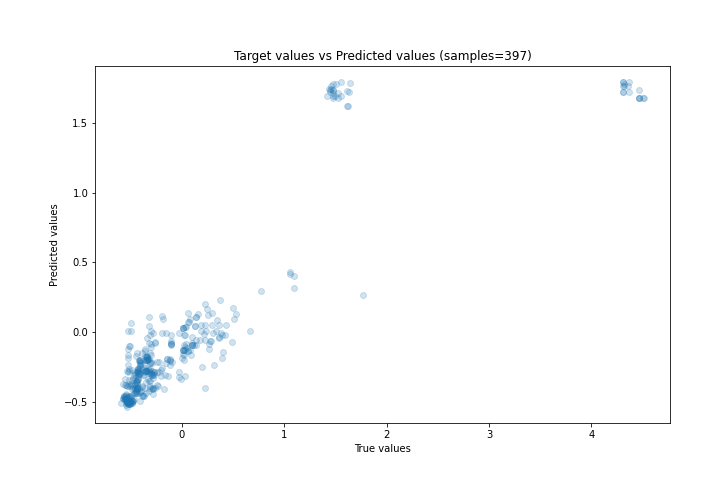 Target values vs Predicted values (samples=397)
1.5
1.0
0.5
0.0
−0.5
Predicted values
0 1 2 3 4
True values